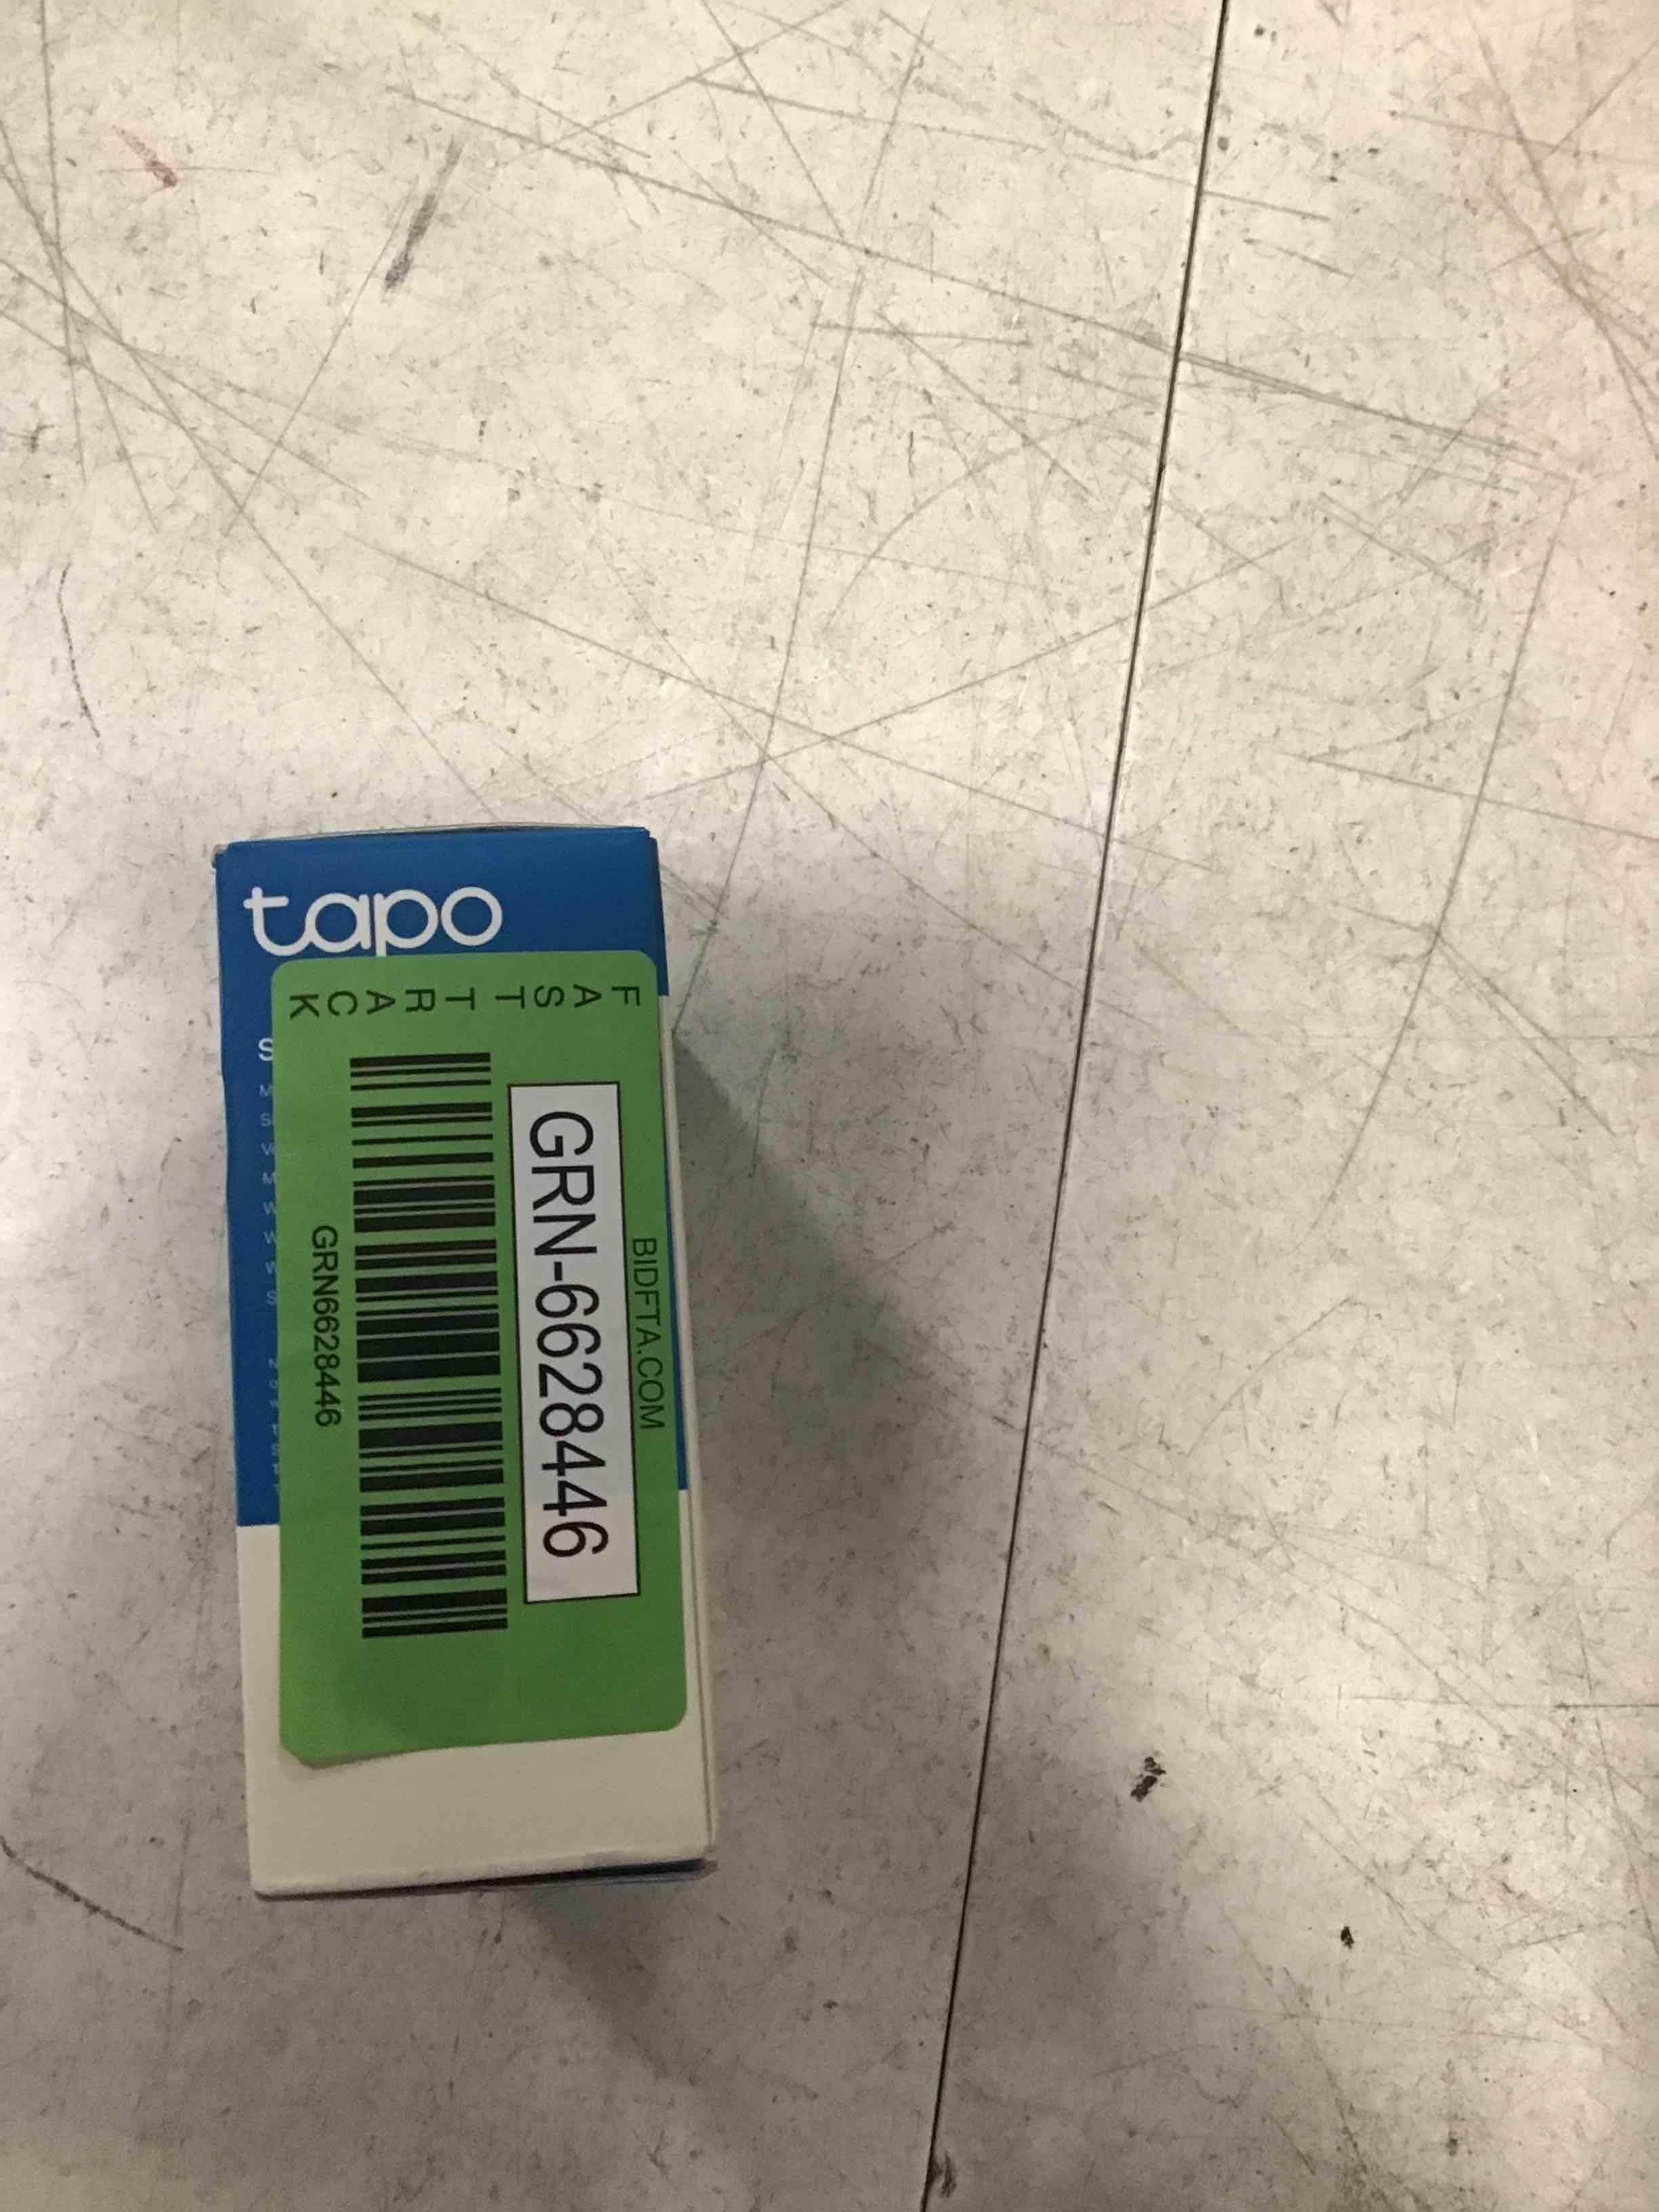 tapo
FAST TRACK
BIDFTA.COM
GRN-6628446
GRN6628446